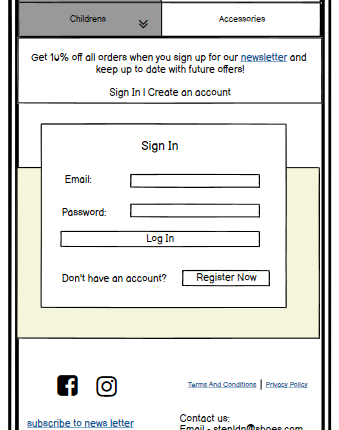 Childrens
Accessories
Get 10% off all orders when you sign up for our newsletter and
keep up to date with future offers!
Sign In | Create an account
Sign In
Email:
Password:
Log In
Don't have an account?
Register Now
Terms And Conditions | Privacy Policy
subscribe to news letter
Contact us:
Email - stepldn@shoes.com